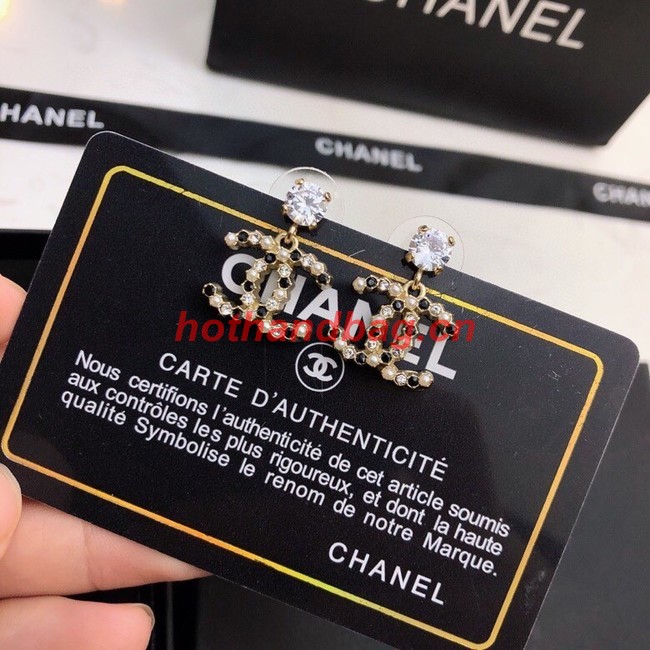 CHANEL
HANEL
CHANEL
CHANEL
CHANEL
hothandbag.cn
CARTE D'AUTHENTICITÉ
Nous certifions l'authenticité de cet article soumis
aux contrôles les plus rigoureux, et dont la haute
qualité Symbolise le renom de notre Marque.
CHANEL